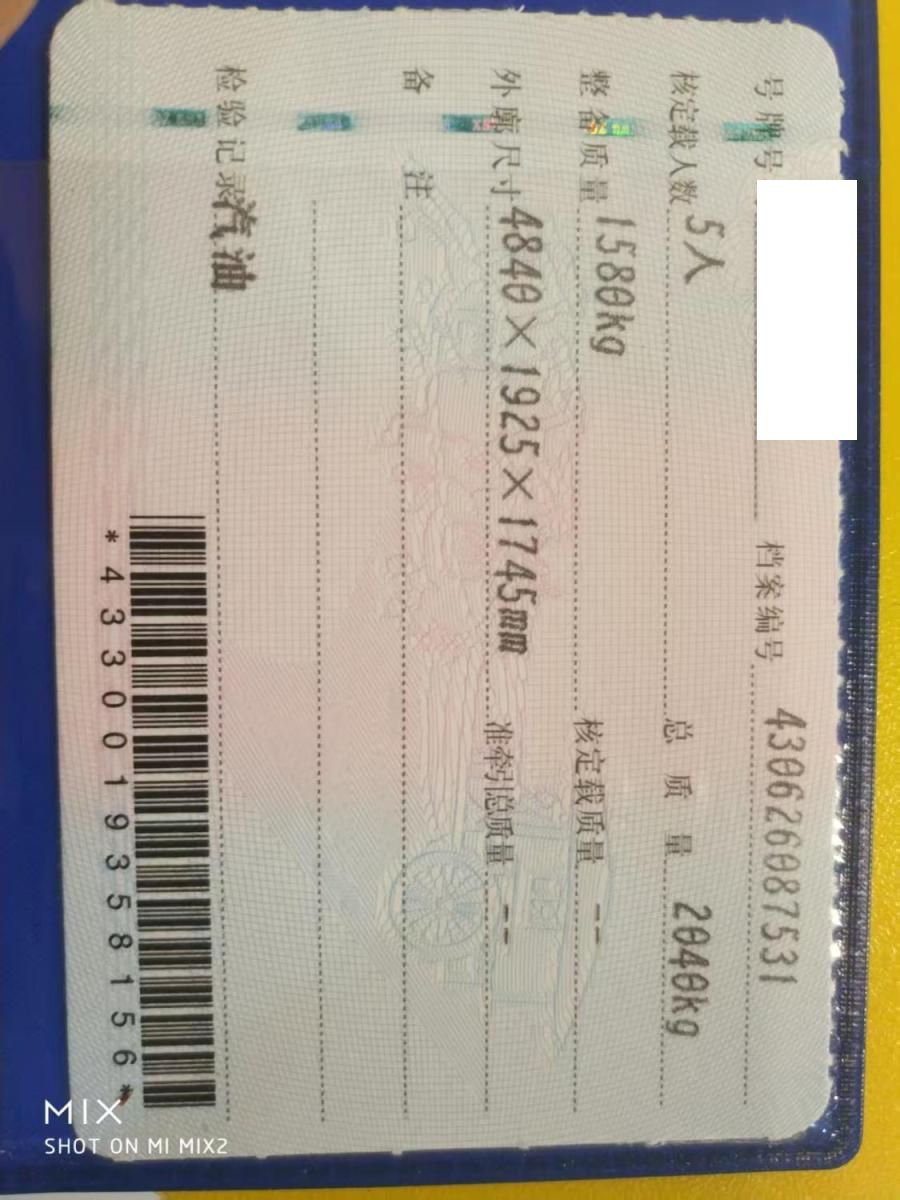 号牌号
档案编号 430626087531
核定载人数 5人 总质量 2040kg
整备质量 1580kg 核定载质量 --
外廓尺寸 4840×1925×1745mm 准牵引总质量 --
备注
检验记录 汽油
*4330019358156*
MIX
SHOT ON MI MIX2